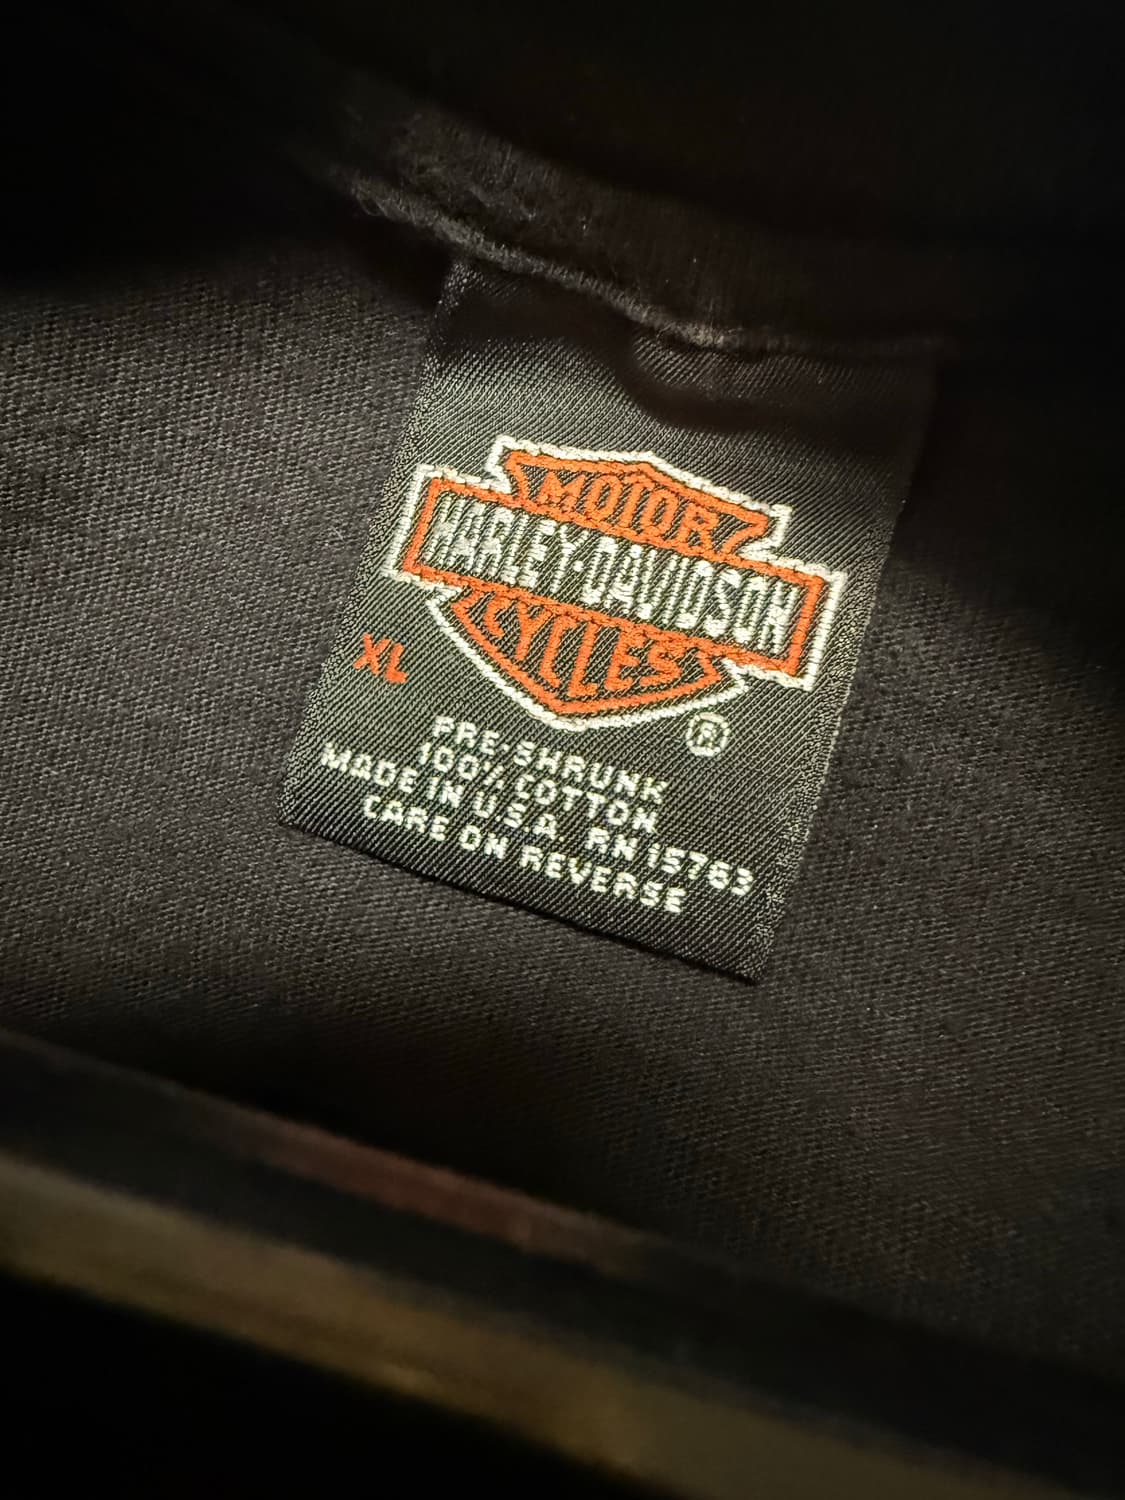 MOTOR
HARLEY-DAVIDSON
CYCLES
XL
®
PRE-SHRUNK
100% COTTON
MADE IN U.S.A. RN 15763
CARE ON REVERSE